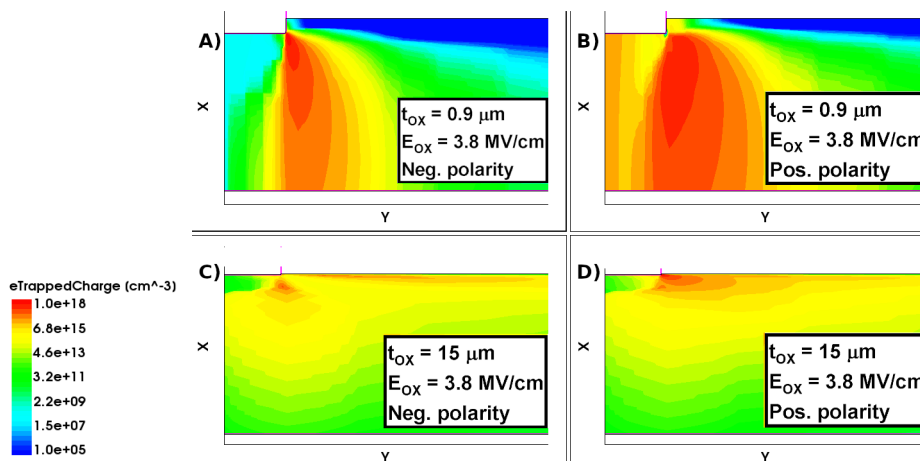 A)
X
t_OX = 0.9 μm
E_OX = 3.8 MV/cm
Neg. polarity
Y
B)
X
t_OX = 0.9 μm
E_OX = 3.8 MV/cm
Pos. polarity
Y
C)
X
t_OX = 15 μm
E_OX = 3.8 MV/cm
Neg. polarity
Y
D)
X
t_OX = 15 μm
E_OX = 3.8 MV/cm
Pos. polarity
Y
eTrappedCharge (cm^-3)
1.0e+18
6.8e+15
4.6e+13
3.2e+11
2.2e+09
1.5e+07
1.0e+05